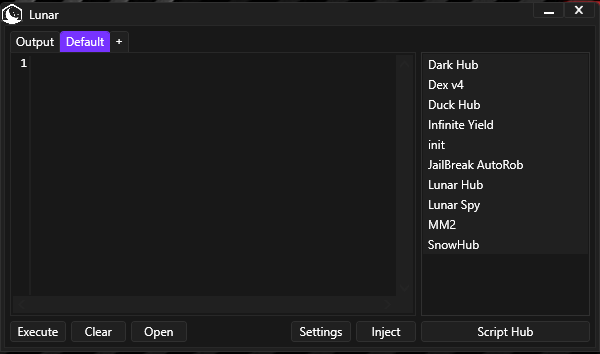 Lunar
Output Default +
1
Dark Hub
Dex v4
Duck Hub
Infinite Yield
init
JailBreak AutoRob
Lunar Hub
Lunar Spy
MM2
SnowHub
Execute Clear Open Settings Inject Script Hub